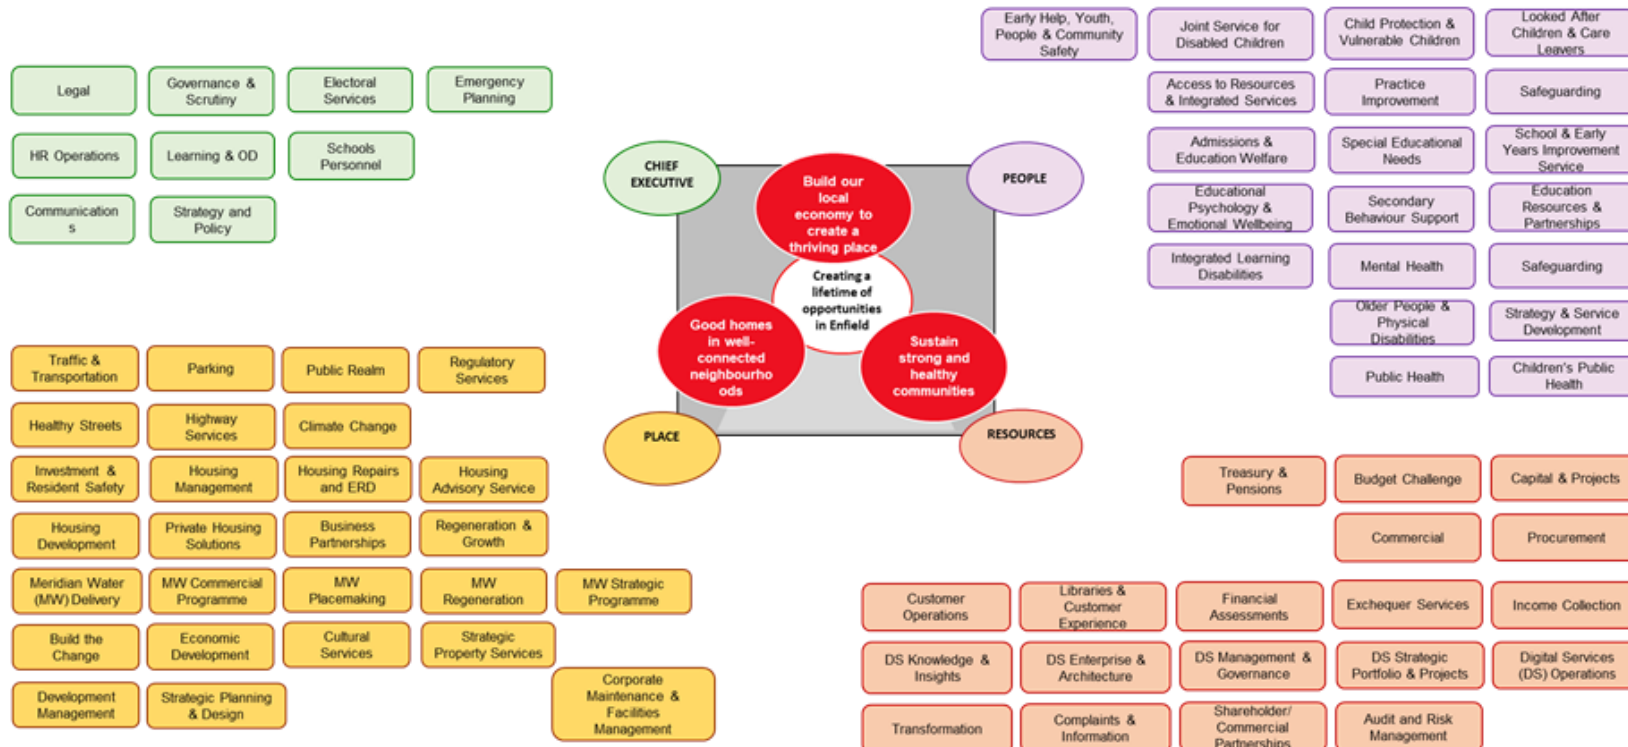 Legal
Governance &
Scrutiny
Electoral
Services
Emergency
Planning
HR Operations
Learning & OD
Schools
Personnel
Communication
s
Strategy and
Policy
Early Help, Youth,
People & Community
Safety
Joint Service for
Disabled Children
Child Protection &
Vulnerable Children
Looked After
Children & Care
Leavers
Access to Resources
& Integrated Services
Practice
Improvement
Safeguarding
Admissions &
Education Welfare
Special Educational
Needs
School & Early
Years Improvement
Service
Educational
Psychology &
Emotional Wellbeing
Secondary
Behaviour Support
Education
Resources &
Partnerships
Integrated Learning
Disabilities
Mental Health
Safeguarding
Older People &
Physical
Disabilities
Strategy & Service
Development
Public Health
Children's Public
Health
CHIEF
EXECUTIVE
PEOPLE
Build our
local
economy to
create a
thriving place
Creating a
lifetime of
opportunities
in Enfield
Good homes
in well-
connected
neighbourho
ods
Sustain
strong and
healthy
communities
PLACE
RESOURCES
Traffic &
Transportation
Parking
Public Realm
Regulatory
Services
Healthy Streets
Highway
Services
Climate Change
Investment &
Resident Safety
Housing
Management
Housing Repairs
and ERD
Housing
Advisory Service
Housing
Development
Private Housing
Solutions
Business
Partnerships
Regeneration &
Growth
Meridian Water
(MW) Delivery
MW Commercial
Programme
MW
Placemaking
MW
Regeneration
MW Strategic
Programme
Build the
Change
Economic
Development
Cultural
Services
Strategic
Property Services
Development
Management
Strategic Planning
& Design
Corporate
Maintenance &
Facilities
Management
Treasury &
Pensions
Budget Challenge
Capital & Projects
Commercial
Procurement
Customer
Operations
Libraries &
Customer
Experience
Financial
Assessments
Exchequer Services
Income Collection
DS Knowledge &
Insights
DS Enterprise &
Architecture
DS Management &
Governance
DS Strategic
Portfolio & Projects
Digital Services
(DS) Operations
Transformation
Complaints &
Information
Shareholder/
Commercial
Partnerships
Audit and Risk
Management